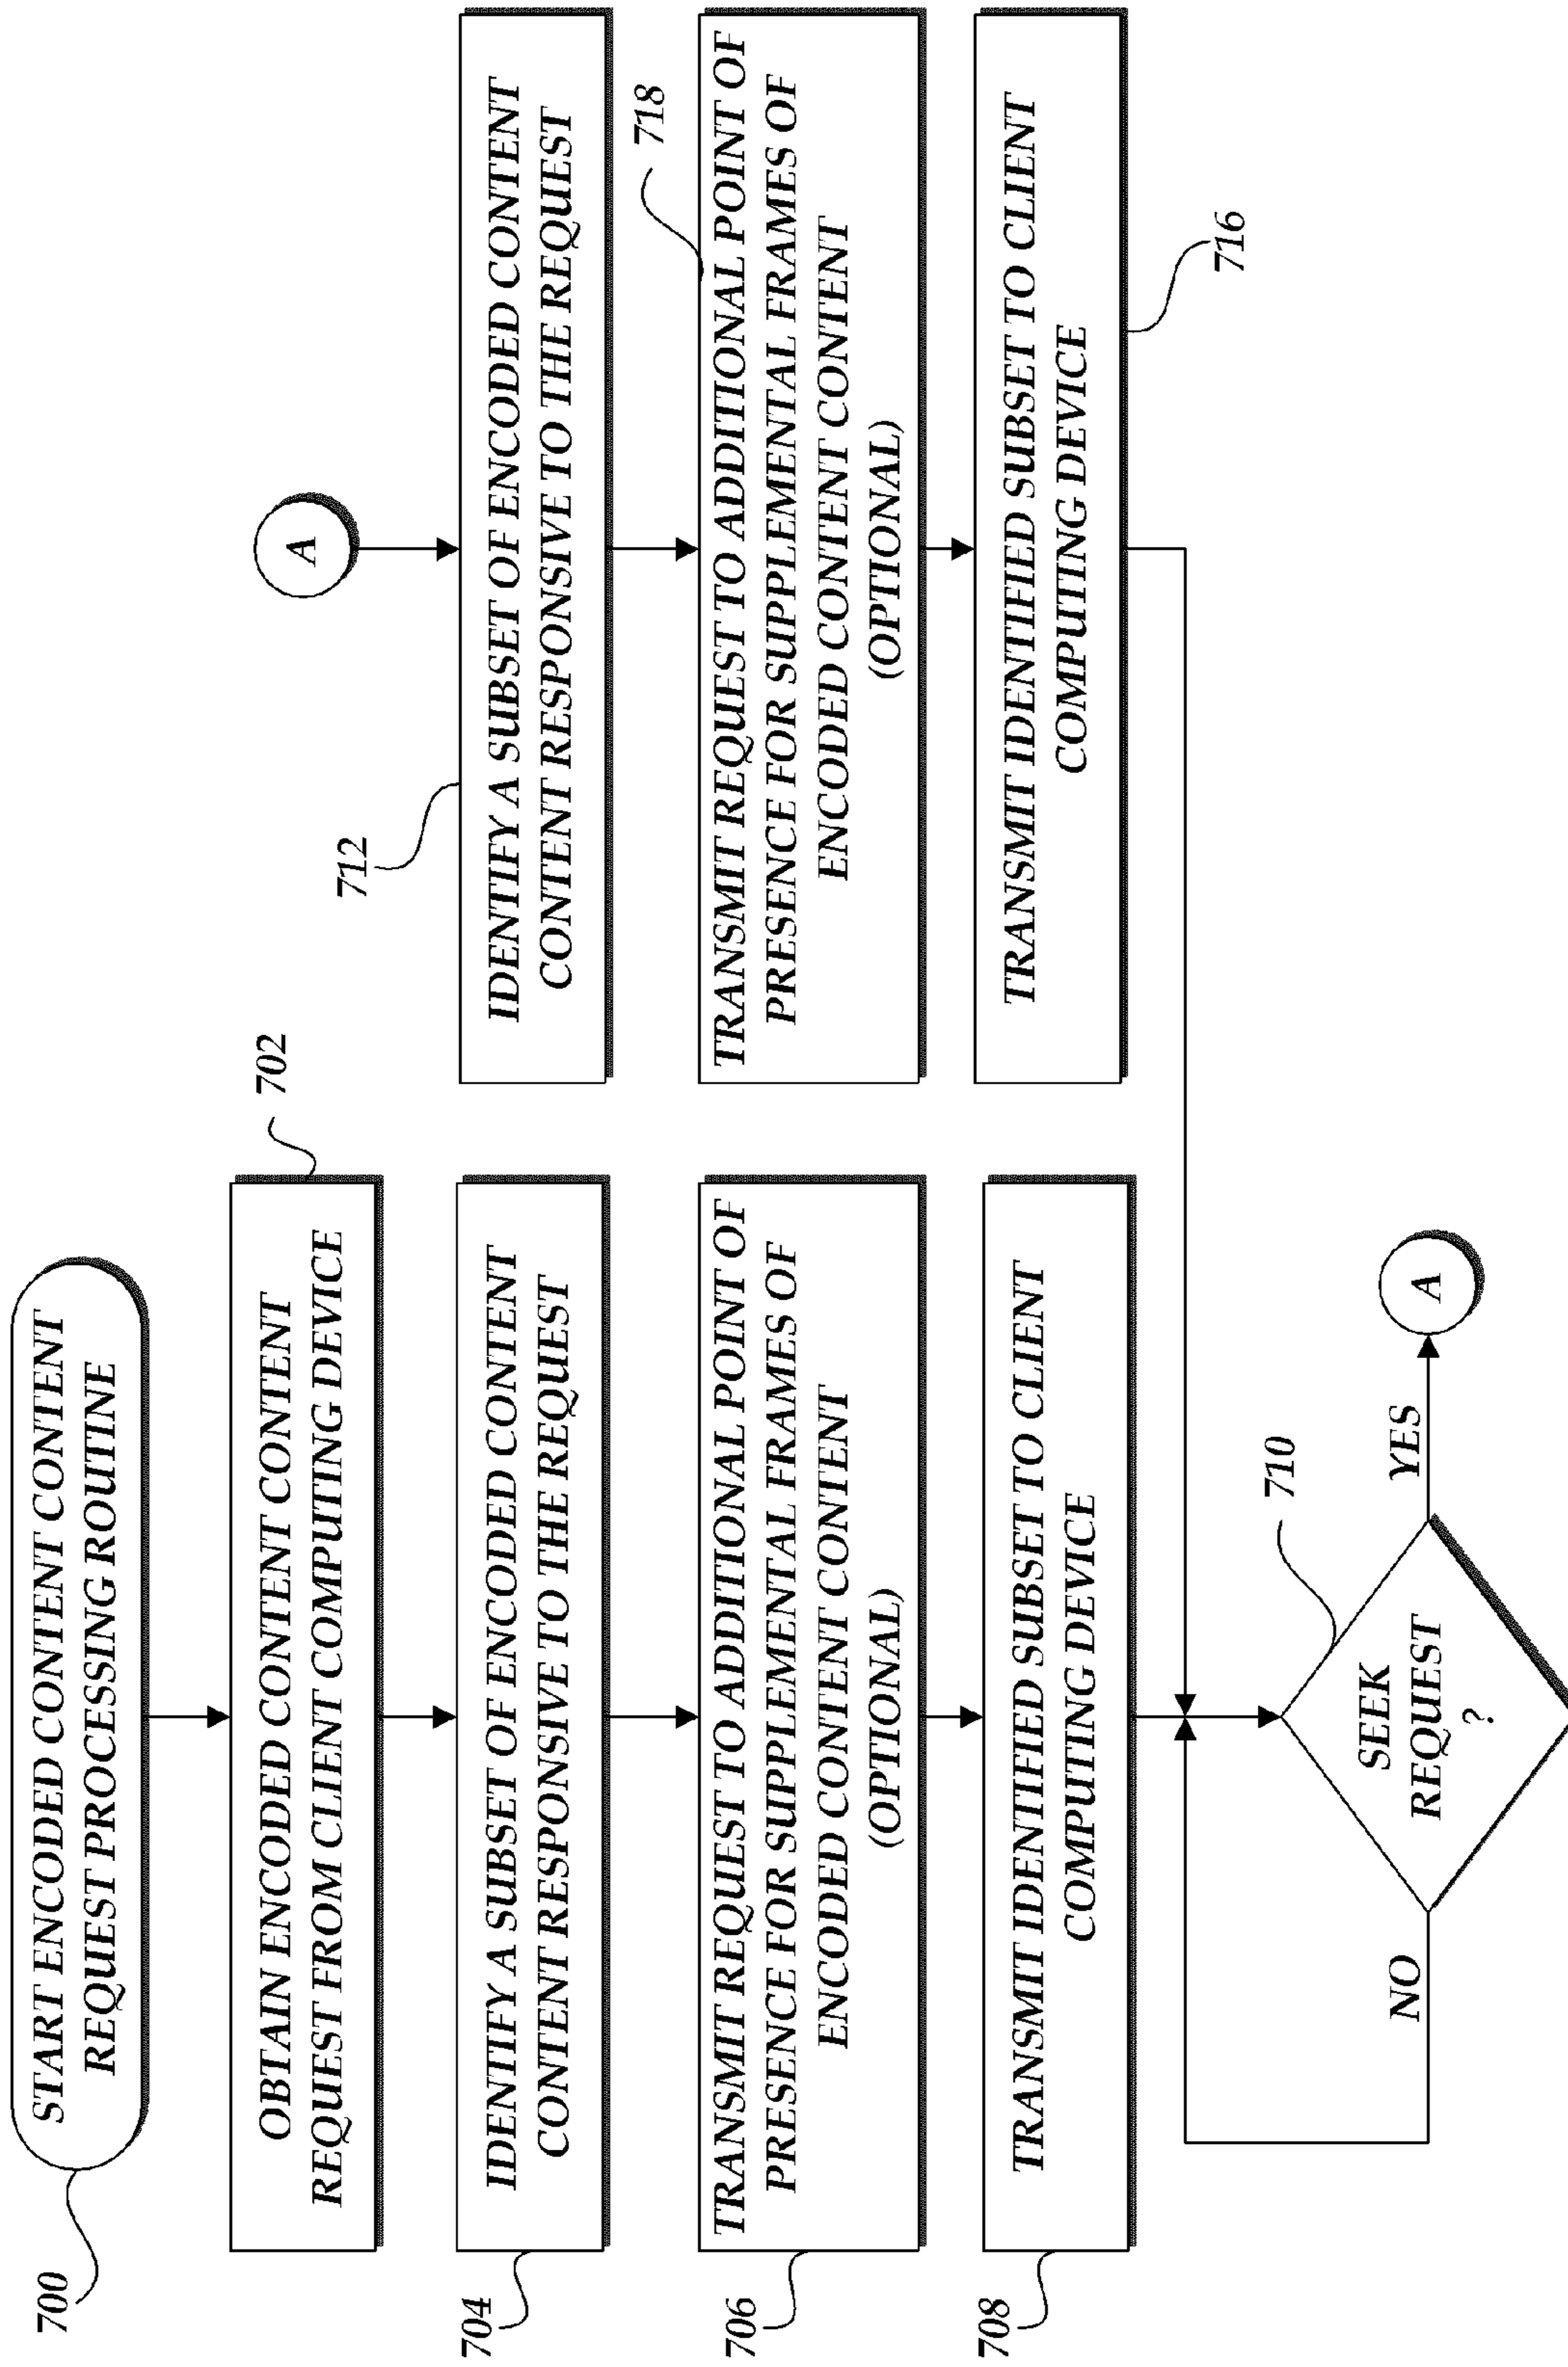 START ENCODED CONTENT CONTENT
REQUEST PROCESSING ROUTINE
700
OBTAIN ENCODED CONTENT CONTENT
REQUEST FROM CLIENT COMPUTING DEVICE
702
IDENTIFY A SUBSET OF ENCODED CONTENT
CONTENT RESPONSIVE TO THE REQUEST
704
TRANSMIT REQUEST TO ADDITIONAL POINT OF
PRESENCE FOR SUPPLEMENTAL FRAMES OF
ENCODED CONTENT CONTENT
(OPTIONAL)
706
TRANSMIT IDENTIFIED SUBSET TO CLIENT
COMPUTING DEVICE
708
SEEK
REQUEST
?
710
NO
YES
A
A
IDENTIFY A SUBSET OF ENCODED CONTENT
CONTENT RESPONSIVE TO THE REQUEST
712
TRANSMIT REQUEST TO ADDITIONAL POINT OF
PRESENCE FOR SUPPLEMENTAL FRAMES OF
ENCODED CONTENT CONTENT
(OPTIONAL)
718
TRANSMIT IDENTIFIED SUBSET TO CLIENT
COMPUTING DEVICE
716